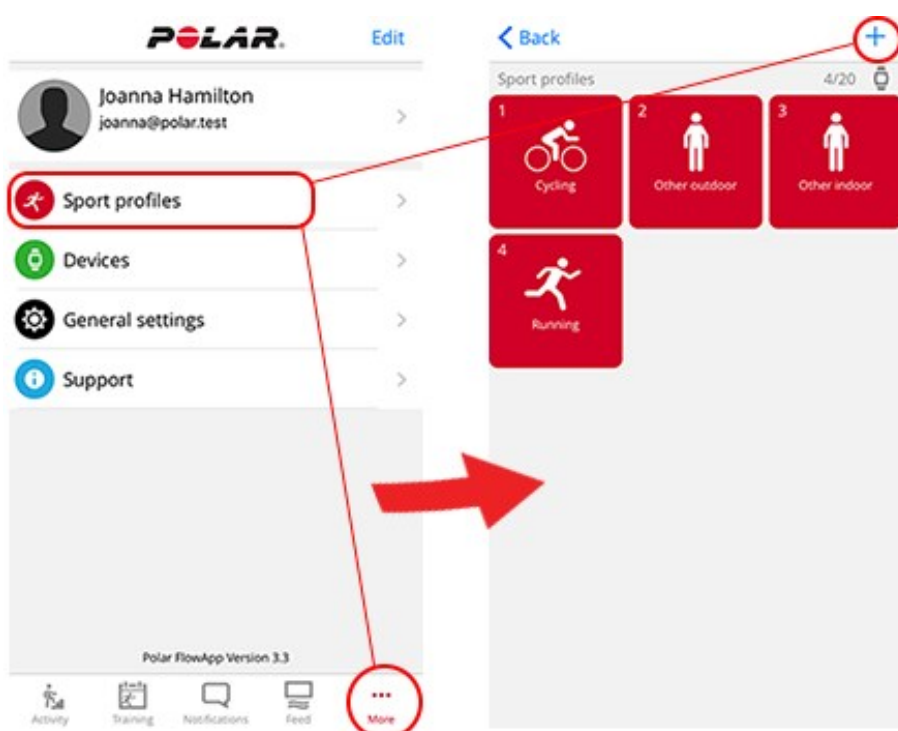 POLAR.
Edit
Joanna Hamilton
joanna@polar.test
Sport profiles
Devices
General settings
Support
Polar FlowApp Version 3.3
Activity
Training
Notifications
Feed
More
Back
Sport profiles
4/20
1
Cycling
2
Other outdoor
3
Other indoor
4
Running